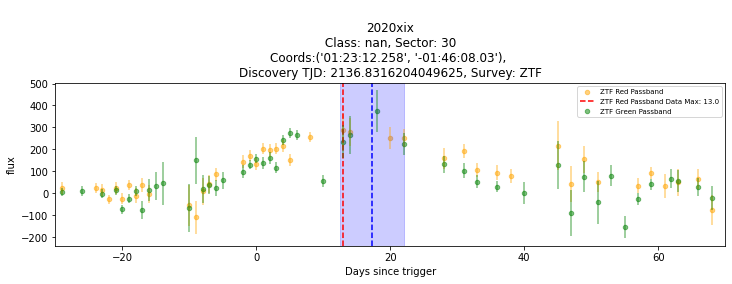 2020xix
Class: nan, Sector: 30
Coords:('01:23:12.258', '-01:46:08.03'),
Discovery TJD: 2136.8316204049625, Survey: ZTF
500
400
300
200
100
0
−100
−200
flux
ZTF Red Passband
ZTF Red Passband Data Max: 13.0
ZTF Green Passband
−20
0
20
40
60
Days since trigger